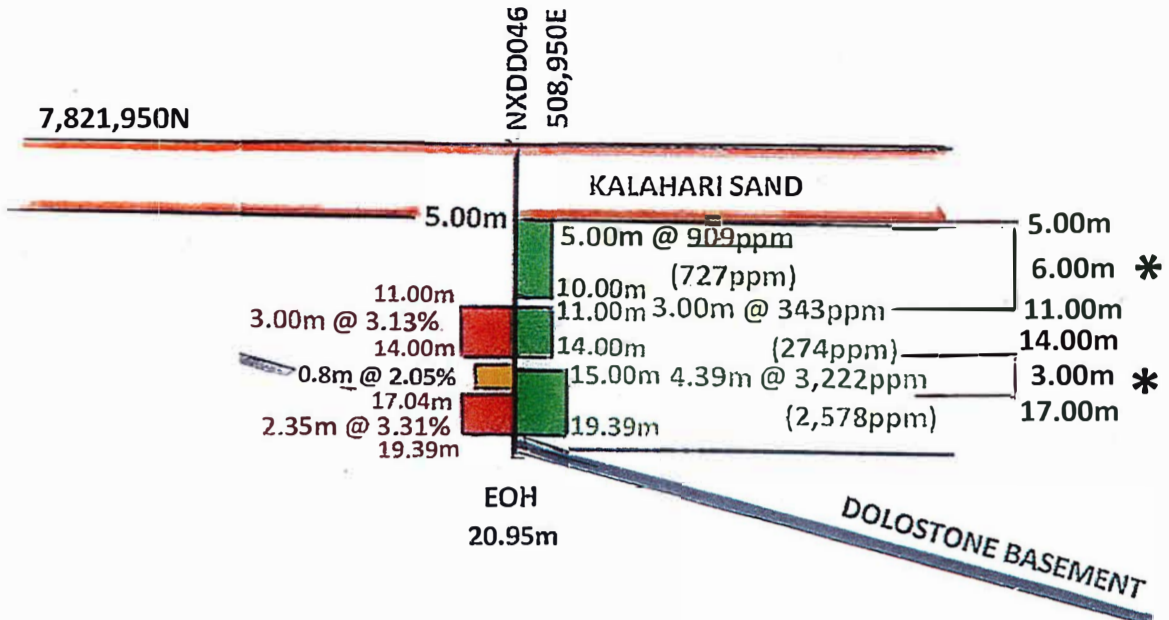 NXDD046
508,950E
7,821,950N
KALAHARI SAND
5.00m
5.00m
5.00m @ 909ppm
(727ppm)
6.00m *
10.00m
11.00m
11.00m 3.00m @ 343ppm
11.00m
3.00m @ 3.13%
14.00m
14.00m
(274ppm)
14.00m
0.8m @ 2.05%
15.00m 4.39m @ 3,222ppm
3.00m *
17.04m
(2,578ppm)
17.00m
2.35m @ 3.31%
19.39m
19.39m
EOH
20.95m
DOLOSTONE BASEMENT